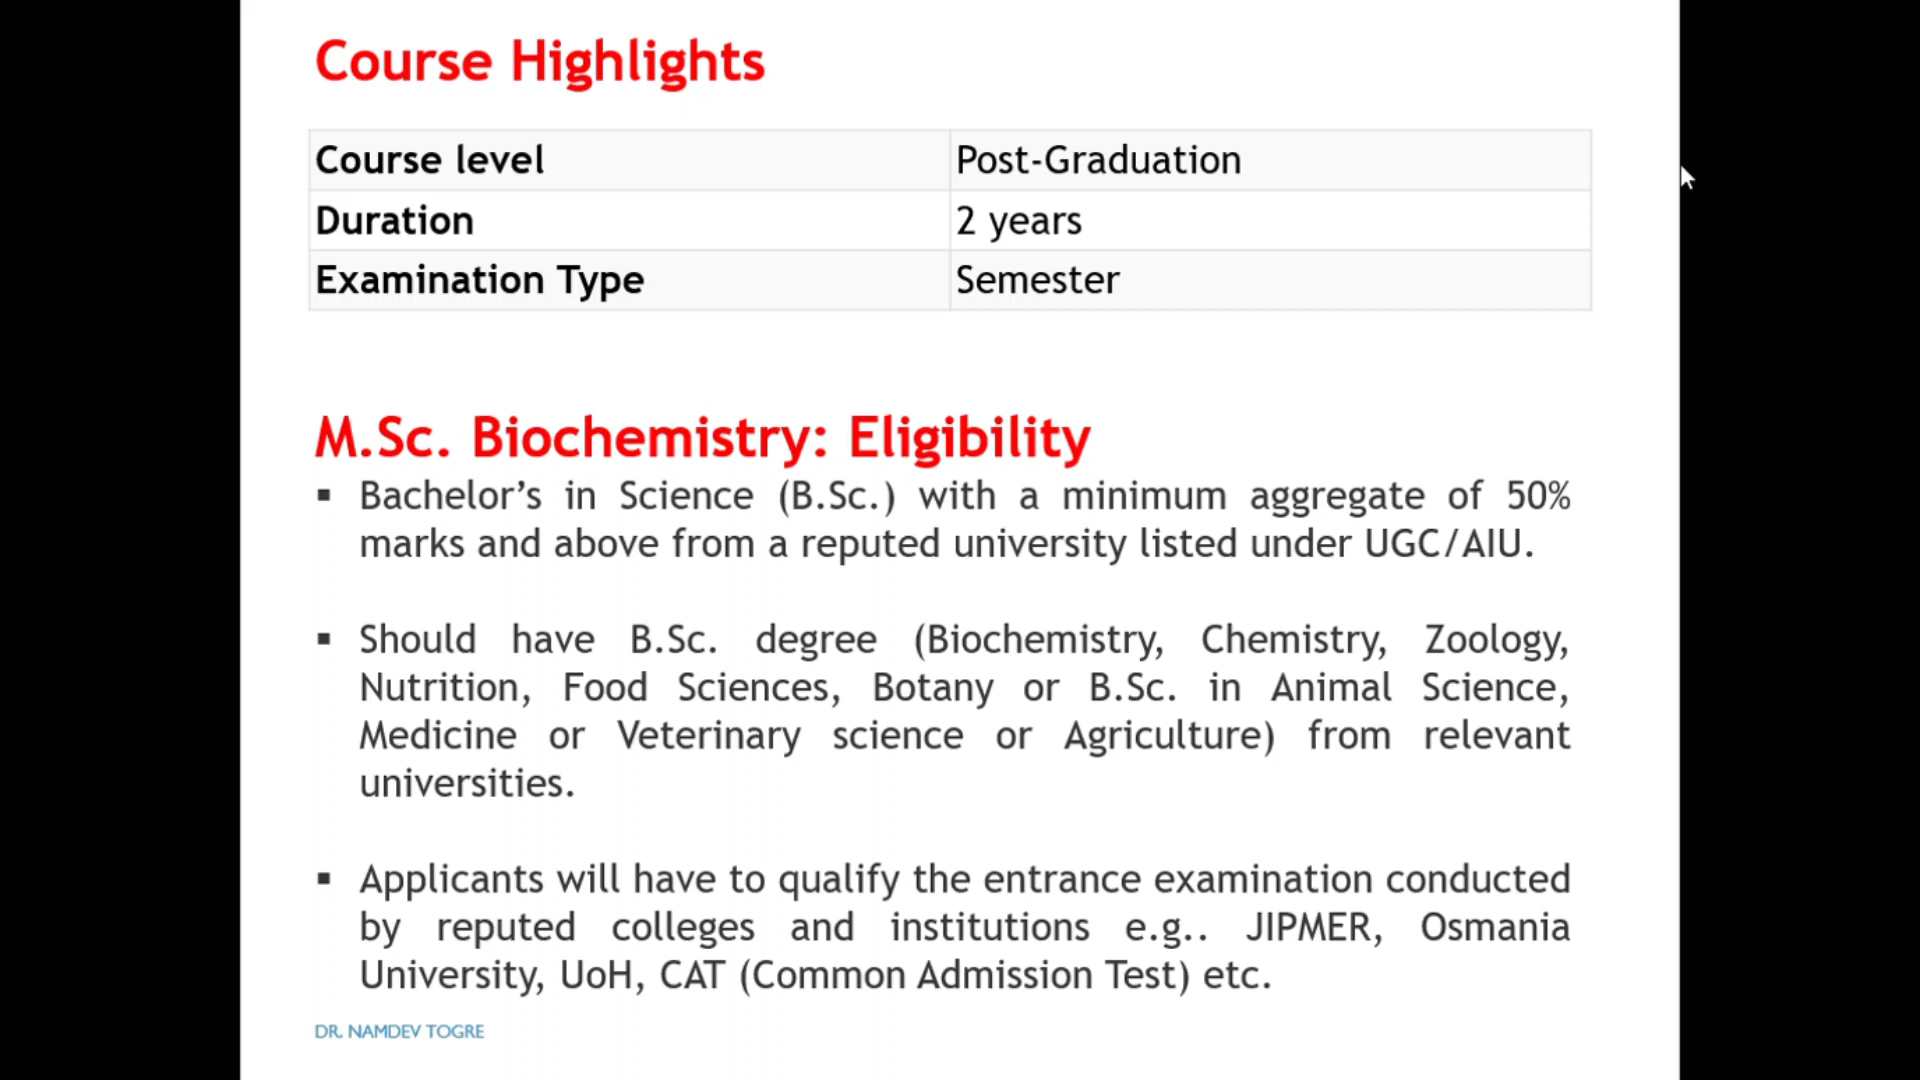 Course Highlights
Course level Post-Graduation
Duration 2 years
Examination Type Semester
M.Sc. Biochemistry: Eligibility
▪ Bachelor’s in Science (B.Sc.) with a minimum aggregate of 50%
marks and above from a reputed university listed under UGC/AIU.
▪ Should have B.Sc. degree (Biochemistry, Chemistry, Zoology,
Nutrition, Food Sciences, Botany or B.Sc. in Animal Science,
Medicine or Veterinary science or Agriculture) from relevant
universities.
▪ Applicants will have to qualify the entrance examination conducted
by reputed colleges and institutions e.g.. JIPMER, Osmania
University, UoH, CAT (Common Admission Test) etc.
DR. NAMDEV TOGRE